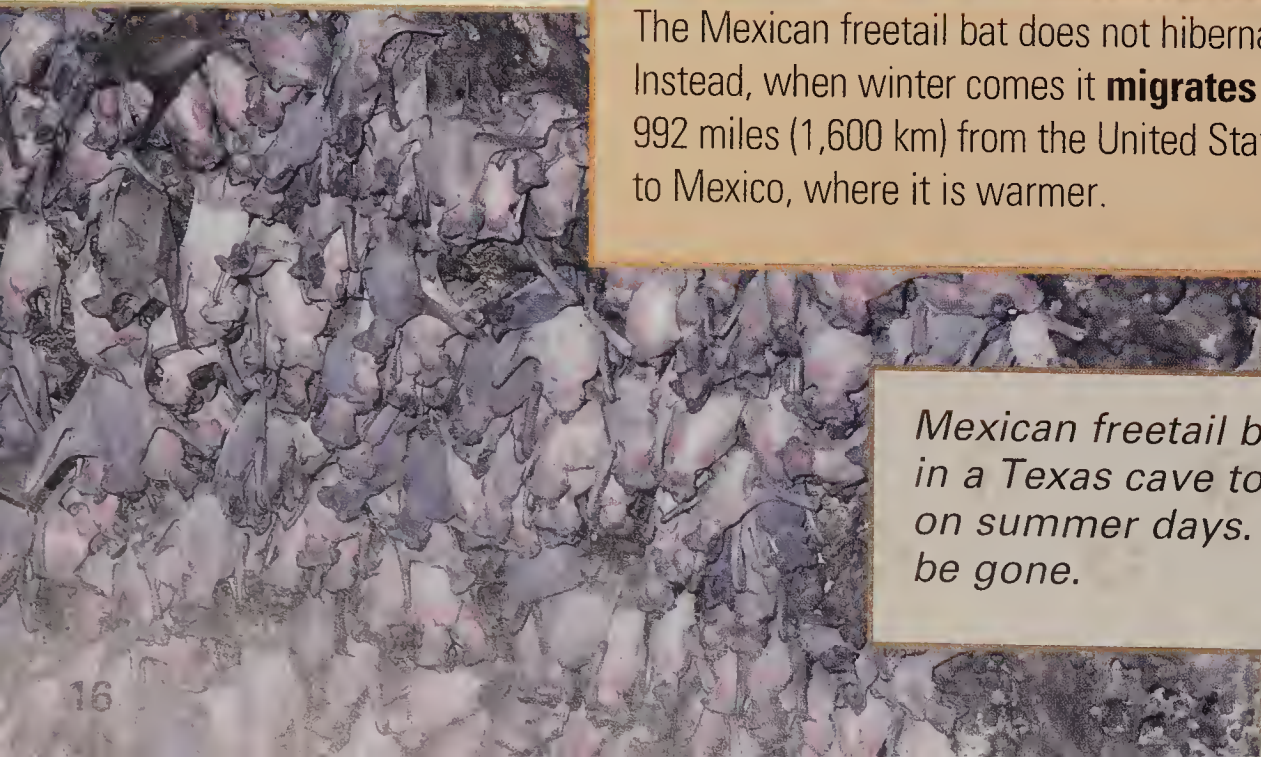 The Mexican freetail bat does not
Instead, when winter comes it migrates
992 miles (1,600 km) from the United
to Mexico, where it is warmer.
Mexican freetail
in a Texas cave
on summer days.
be gone.
16